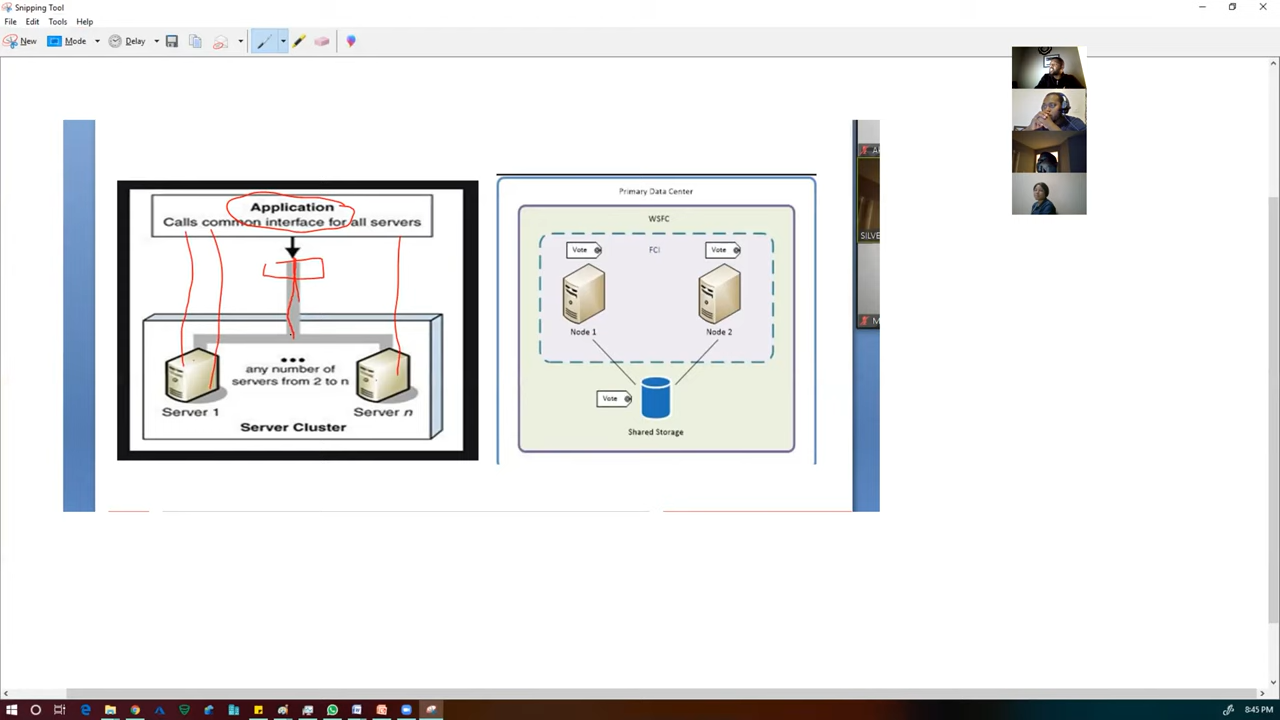 Snipping Tool
File Edit Tools Help
New Mode Delay
Application
Calls common interface for all servers
•••
any number of
servers from 2 to n
Server 1
Server n
Server Cluster
Primary Data Center
WSFC
FCI
Vote
Vote
Node 1
Node 2
Vote
Shared Storage
SILVE
8:45 PM